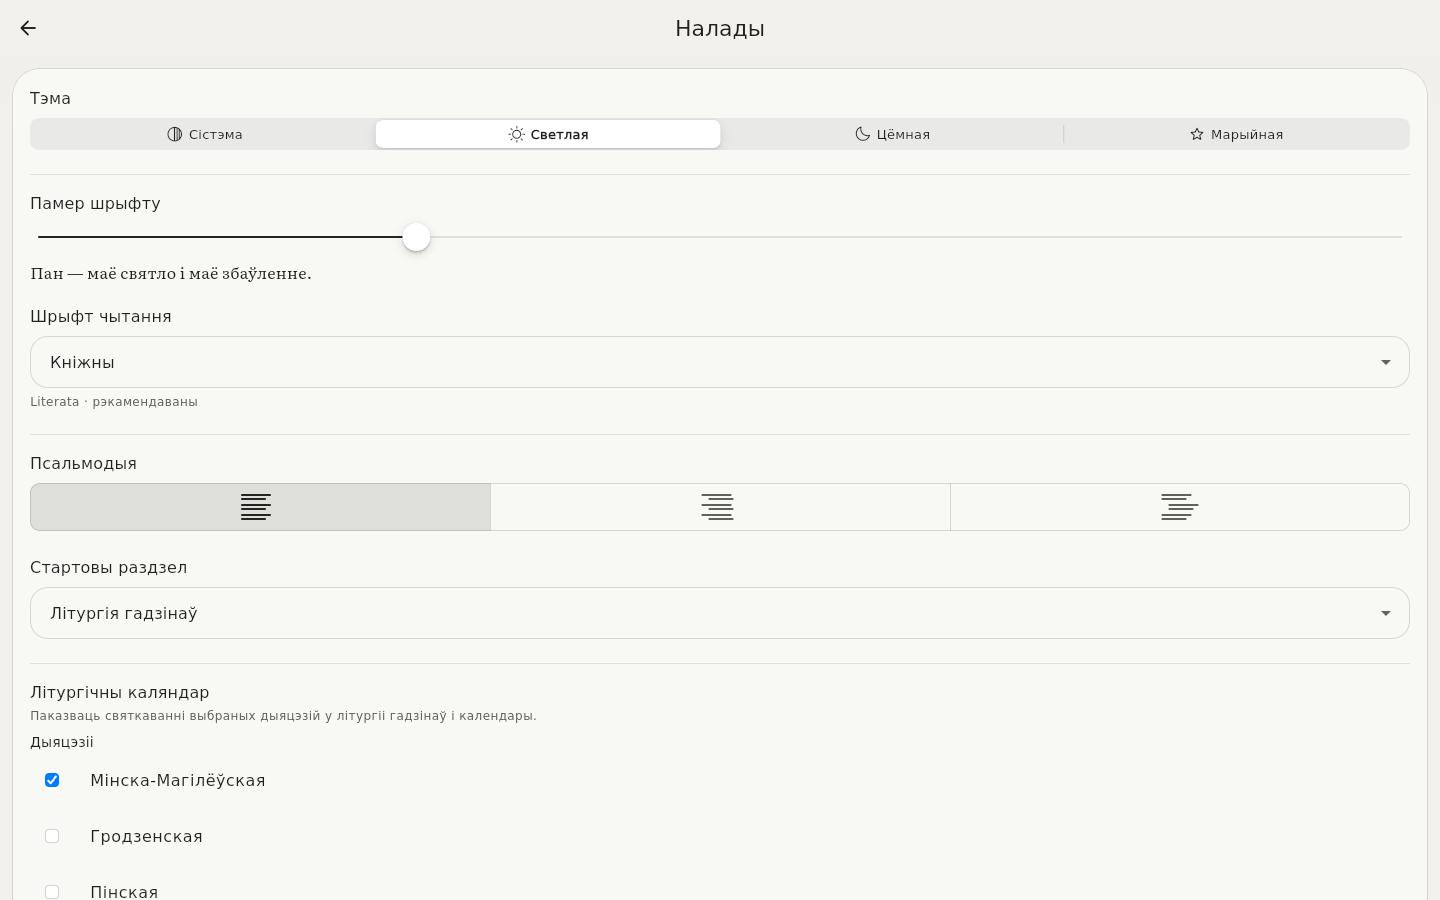 Налады
Тэма
Сістэма
Светлая
Цёмная
Марыйная
Памер шрыфту
Пан — маё святло і маё збаўленне.
Шрыфт чытання
Кніжны
Literata · рэкамендаваны
Псальмодыя
Стартовы раздзел
Літургія гадзінаў
Літургічны каляндар
Паказваць святкаванні выбраных дыяцэзій у літургіі гадзінаў і календары.
Дыяцэзіі
Мінска-Магілёўская
Гродзенская
Пінская